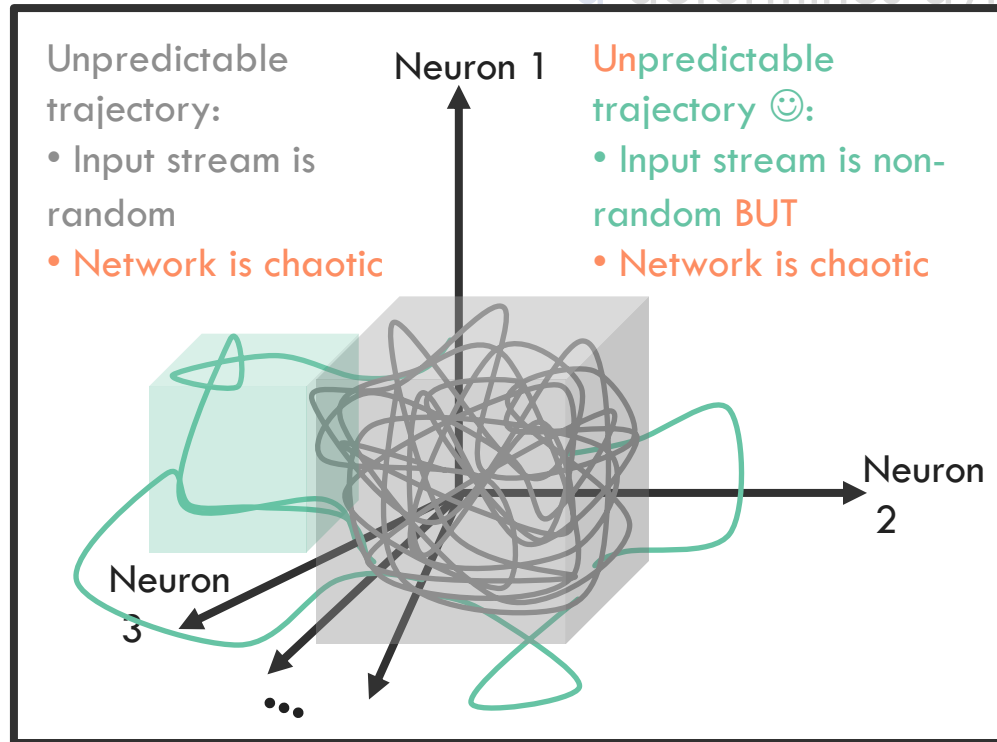 Unpredictable
trajectory:
• Input stream is
random
• Network is chaotic
Neuron 1
Unpredictable
trajectory ☺:
• Input stream is non-
random BUT
• Network is chaotic
Neuron
2
Neuron
3
...